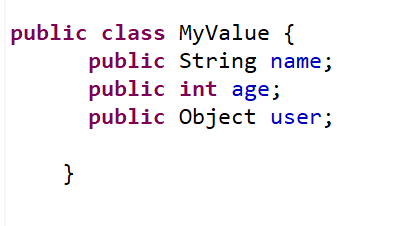 public class MyValue {
public String name;
public int age;
public Object user;
}